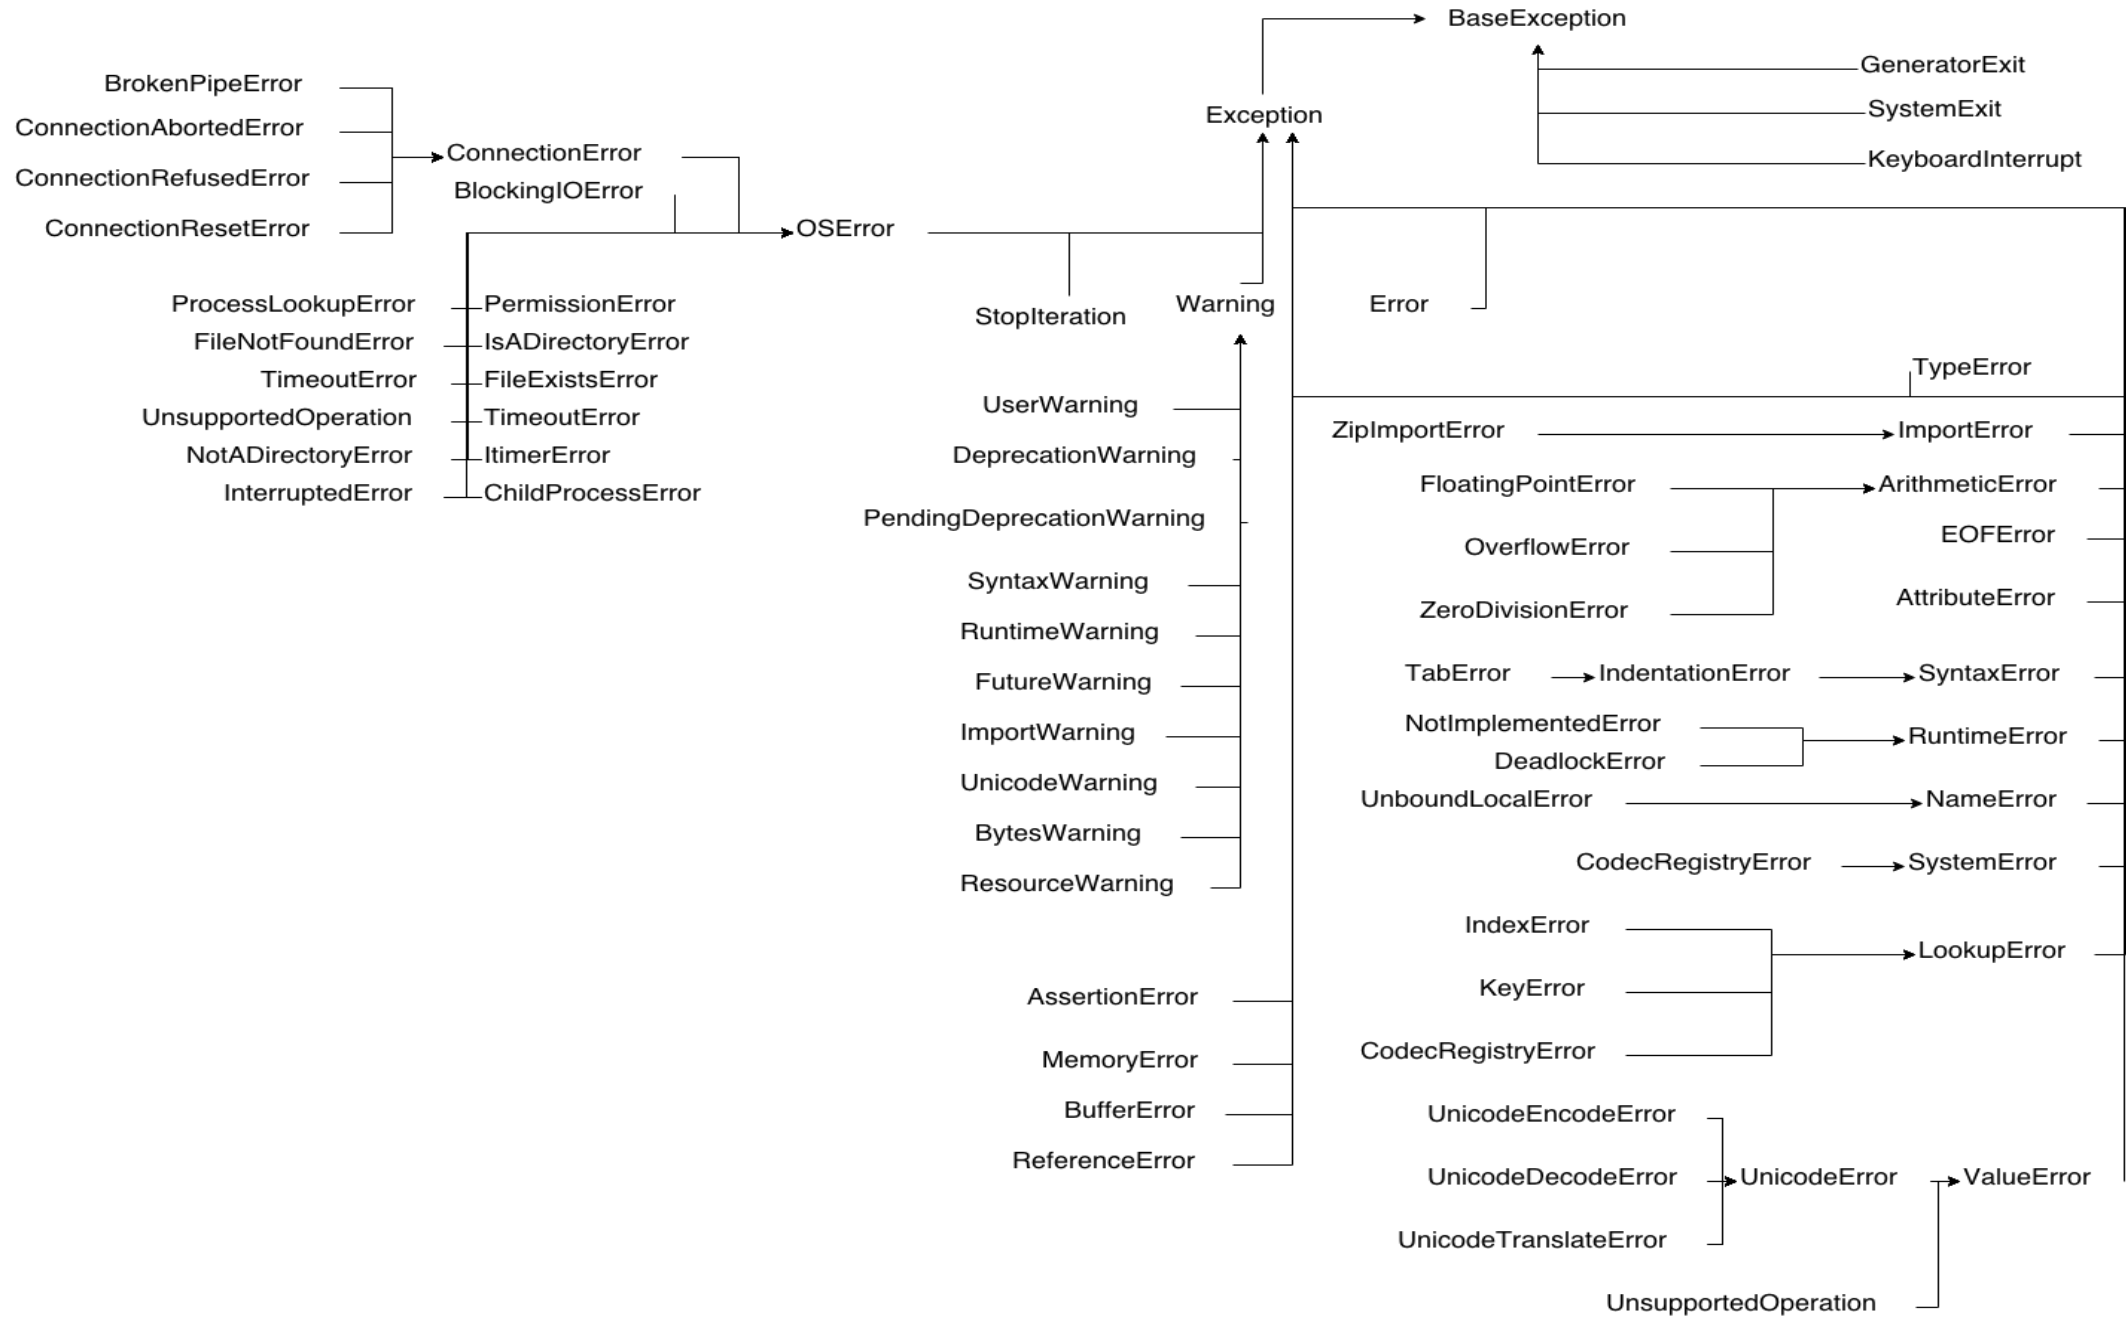 BaseException
GeneratorExit
SystemExit
KeyboardInterrupt
Exception
BrokenPipeError
ConnectionAbortedError
ConnectionRefusedError
ConnectionResetError
ConnectionError
BlockingIOError
OSError
ProcessLookupError
PermissionError
FileNotFoundError
IsADirectoryError
TimeoutError
FileExistsError
UnsupportedOperation
TimeoutError
NotADirectoryError
ItimerError
InterruptedError
ChildProcessError
StopIteration
Warning
Error
UserWarning
DeprecationWarning
PendingDeprecationWarning
SyntaxWarning
RuntimeWarning
FutureWarning
ImportWarning
UnicodeWarning
BytesWarning
ResourceWarning
AssertionError
MemoryError
BufferError
ReferenceError
TypeError
ZipImportError
ImportError
FloatingPointError
ArithmeticError
OverflowError
EOFError
ZeroDivisionError
AttributeError
TabError
IndentationError
SyntaxError
NotImplementedError
DeadlockError
RuntimeError
UnboundLocalError
NameError
CodecRegistryError
SystemError
IndexError
KeyError
CodecRegistryError
LookupError
UnicodeEncodeError
UnicodeDecodeError
UnicodeTranslateError
UnicodeError
ValueError
UnsupportedOperation